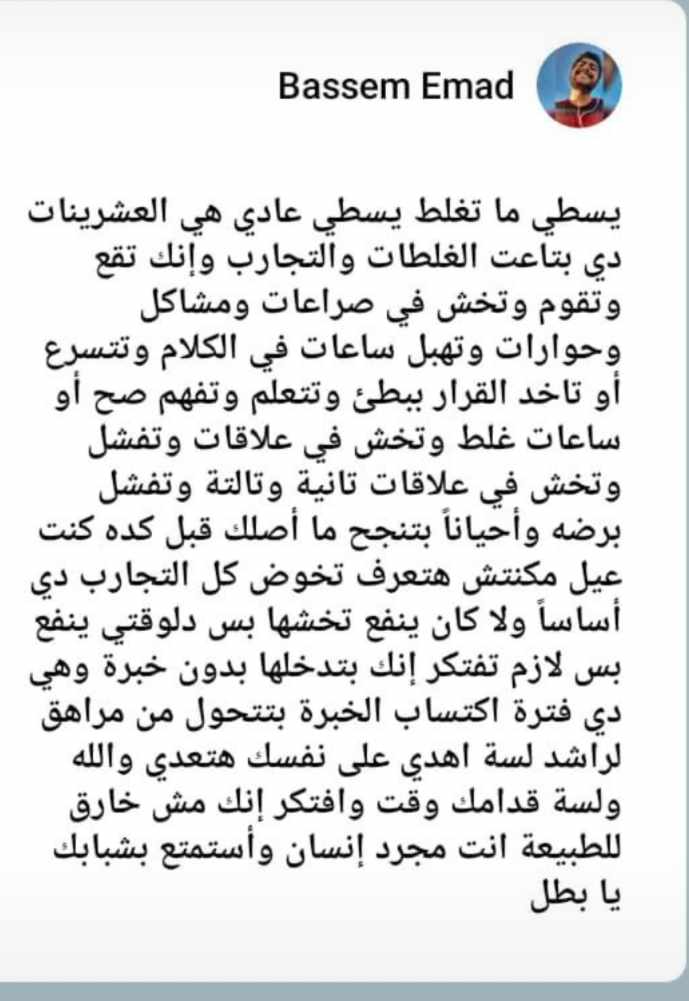 Bassem Emad
يسطي ما تغلط يسطي عادي هي العشرينات
دي بتاعت الغلطات والتجارب وإنك تقع
وتقوم وتخش في صراعات ومشاكل
وحوارات وتهبل ساعات في الكلام وتتسرع
أو تاخد القرار ببطئ وتتعلم وتفهم صح أو
ساعات غلط وتخش في علاقات وتفشل
وتخش في علاقات تانية وتالتة وتفشل
برضه وأحياناً بتنجح ما أصلك قبل كده كنت
عيل مكنتش هتعرف تخوض كل التجارب دي
أساساً ولا كان ينفع تخشها بس دلوقتي ينفع
بس لازم تفتكر إنك بتدخلها بدون خبرة وهي
دي فترة اكتساب الخبرة بتتحول من مراهق
لراشد لسة اهدي على نفسك هتعدي والله
ولسة قدامك وقت وافتكر إنك مش خارق
للطبيعة انت مجرد إنسان وأستمتع بشبابك
يا بطل